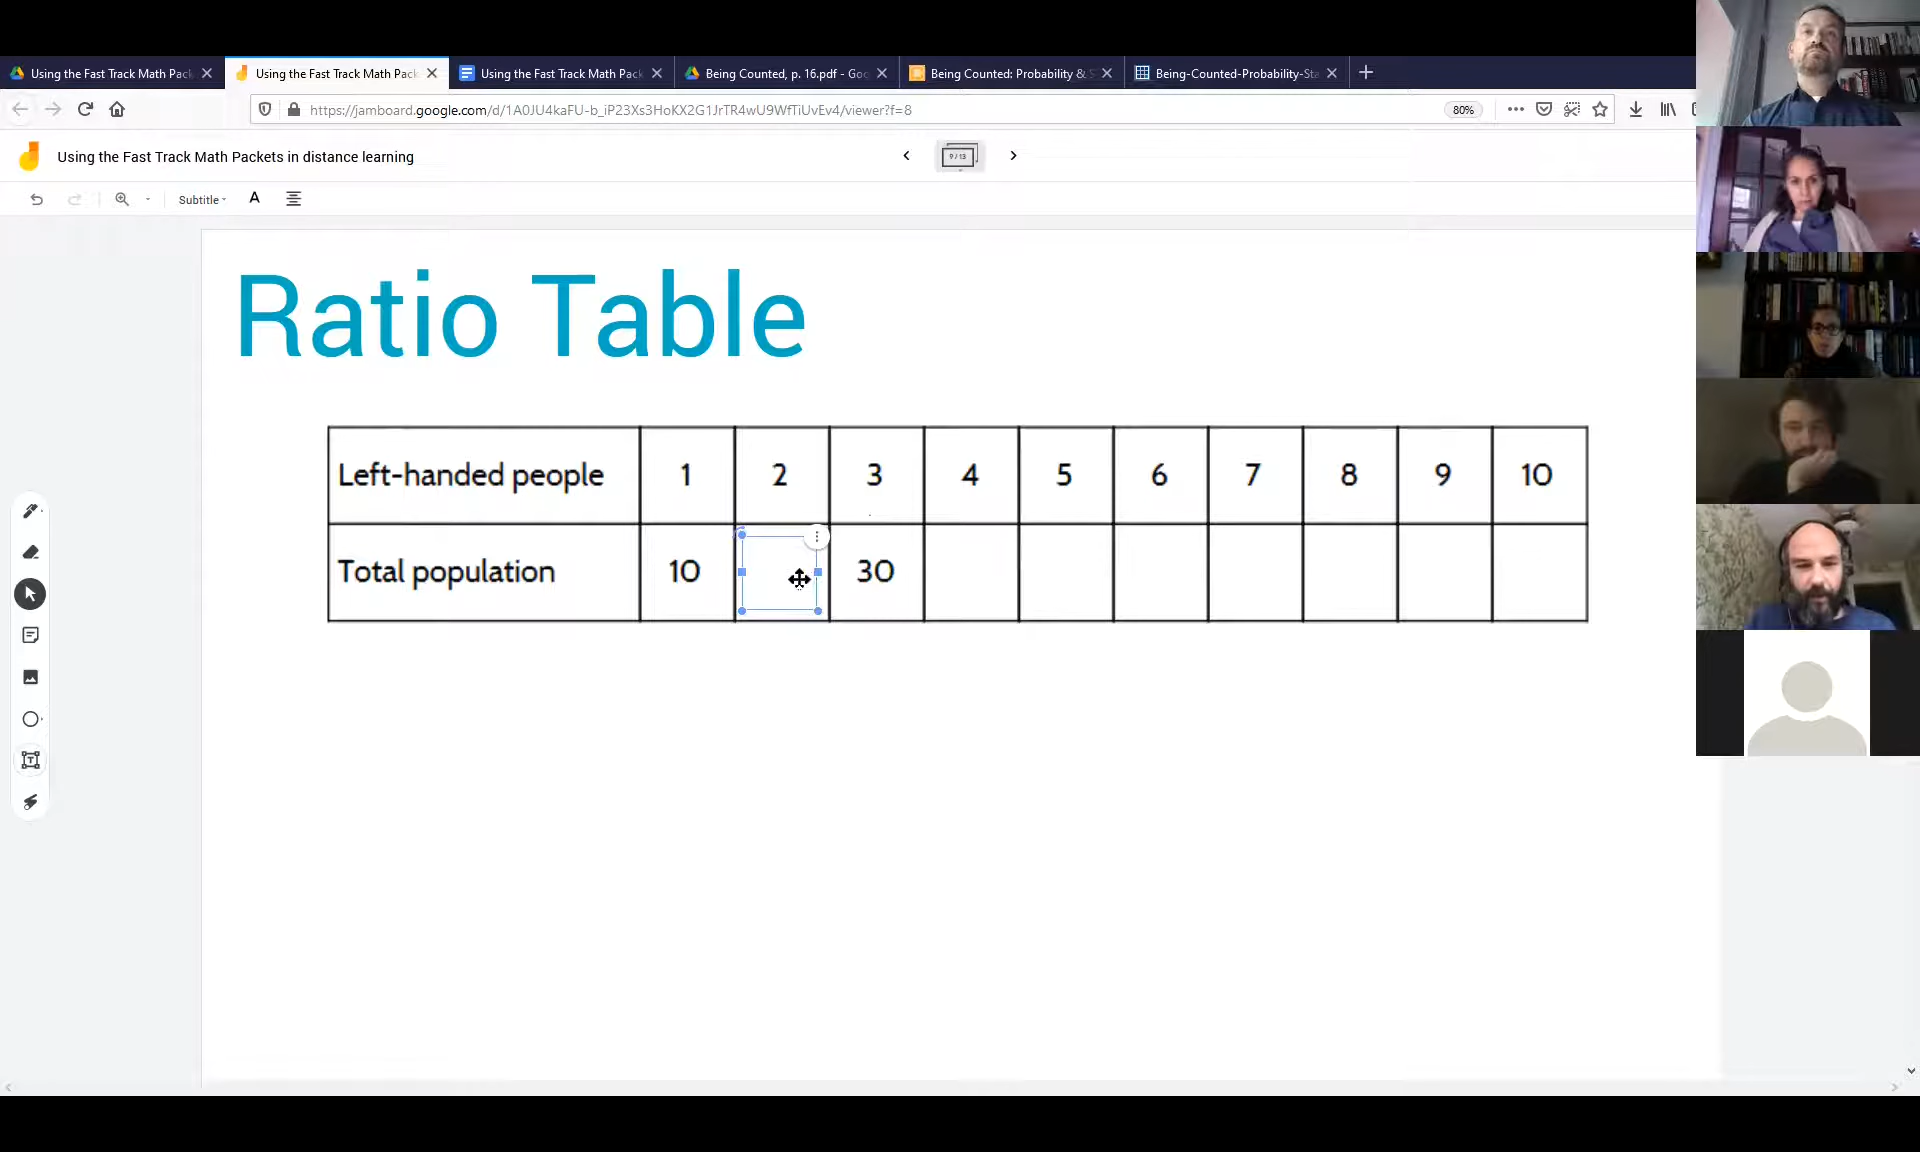 Using the Fast Track Math Pack
Using the Fast Track Math Pack
Using the Fast Track Math Pack
Being Counted, p. 16.pdf - Goo
Being Counted: Probability &
Being-Counted-Probability-Sta
https://jamboard.google.com/d/1A0JU4kaFU-b_iP23Xs3HoKX2G1JrTR4wU9WfTiUvEv4/viewer?f=8
80%
Using the Fast Track Math Packets in distance learning
9 / 13
Subtitle
A
Ratio Table
Left-handed people 1 2 3 4 5 6 7 8 9 10
Total population 10 30